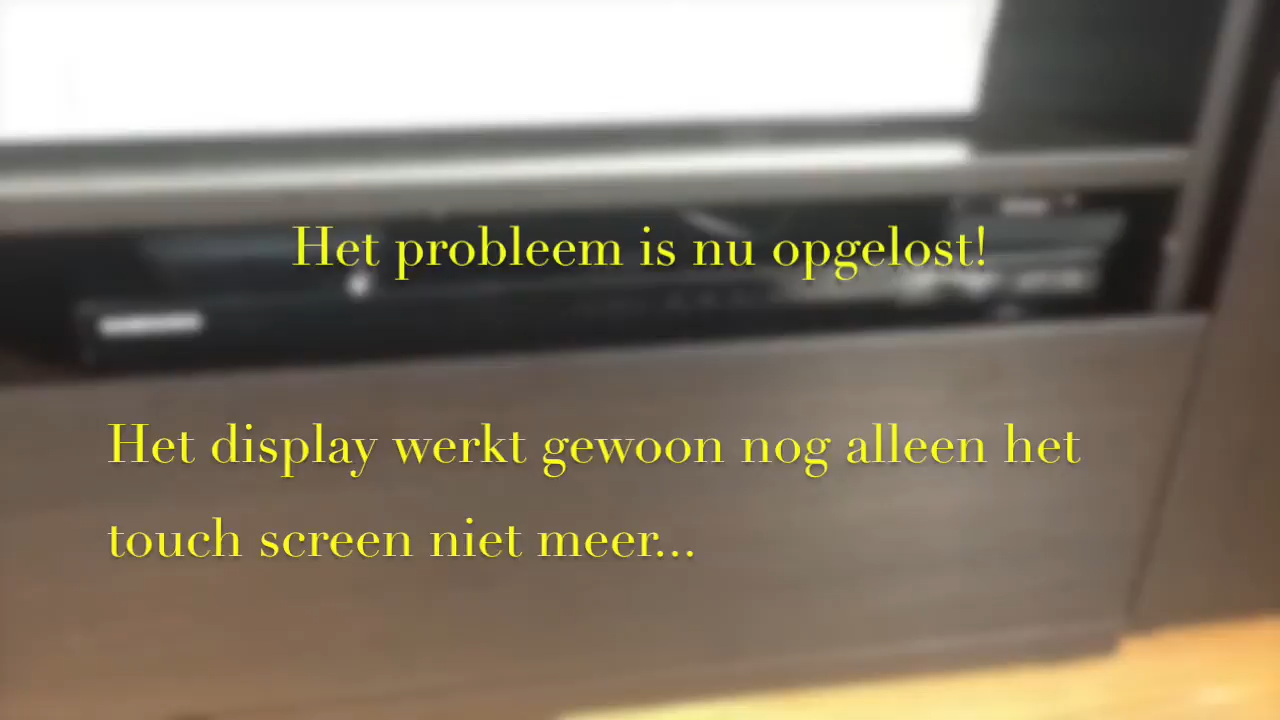 Het probleem is nu opgelost!
Het display werkt gewoon nog alleen het
touch screen niet meer...